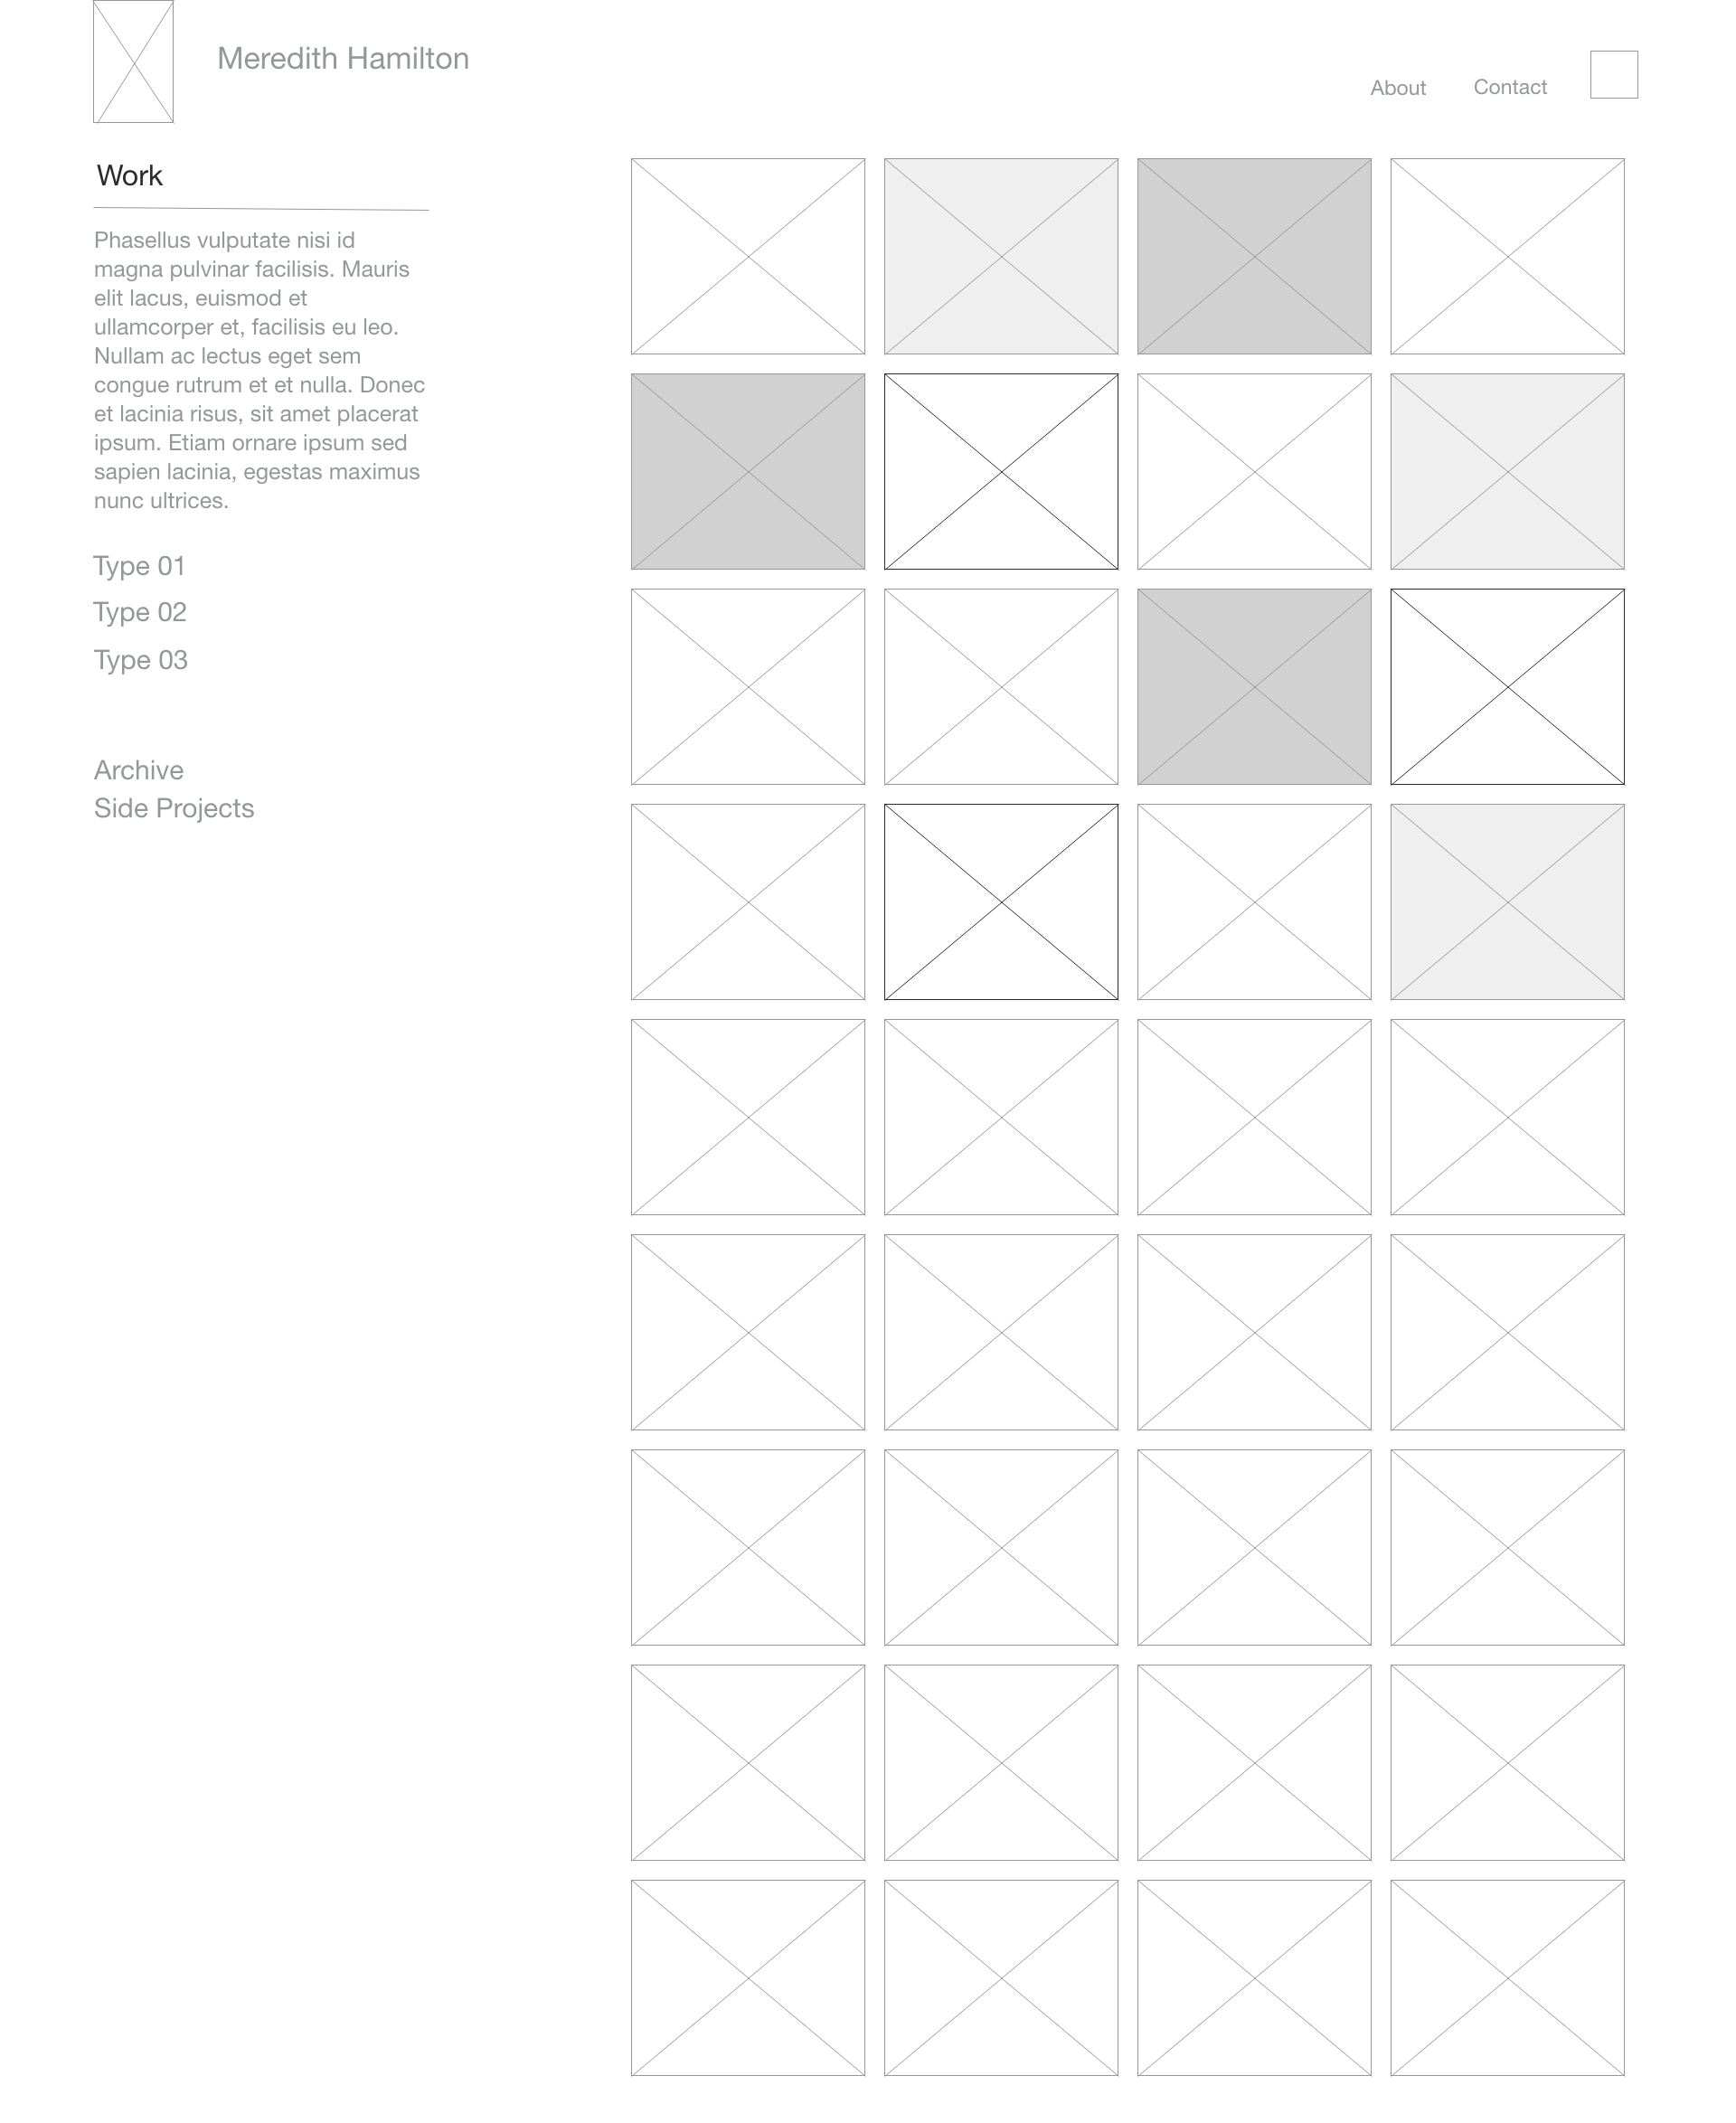 Meredith Hamilton
About
Contact
Work
Phasellus vulputate nisi id
magna pulvinar facilisis. Mauris
elit lacus, euismod et
ullamcorper et, facilisis eu leo.
Nullam ac lectus eget sem
congue rutrum et et nulla. Donec
et lacinia risus, sit amet placerat
ipsum. Etiam ornare ipsum sed
sapien lacinia, egestas maximus
nunc ultrices.
Type 01
Type 02
Type 03
Archive
Side Projects